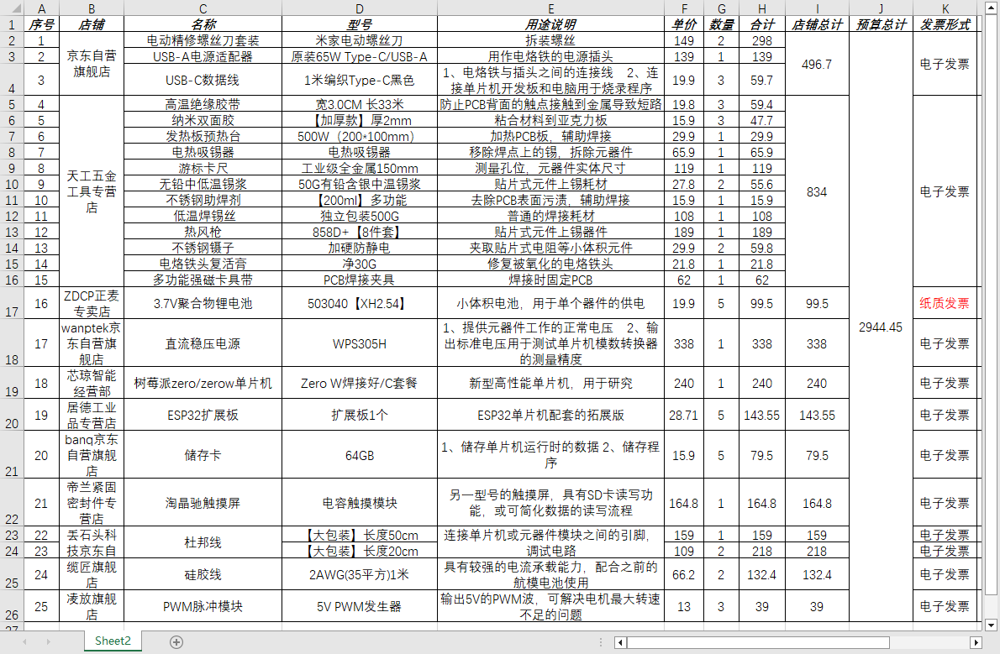 A B C D E F G H I J K
1 序号 店铺 名称 型号 用途说明 单价 数量 合计 店铺总计 预算总计 发票形式
2 1 京东自营旗舰店 电动精修螺丝刀套装 米家电动螺丝刀 拆装螺丝 149 2 298 496.7 2944.45 电子发票
3 2 USB-A电源适配器 原装65W Type-C/USB-A 用作电烙铁的电源插头 139 1 139
4 3 USB-C数据线 1米编织Type-C黑色 1、电烙铁与插头之间的连接线 2、连接单片机开发板和电脑用于烧录程序 19.9 3 59.7
5 4 天工五金工具专营店 高温绝缘胶带 宽3.0CM 长33米 防止PCB背面的触点接触到金属导致短路 19.8 3 59.4 834 电子发票
6 5 纳米双面胶 【加厚款】厚2mm 粘合材料到亚克力板 15.9 3 47.7
7 6 发热板预热台 500W（200*100mm） 加热PCB板，辅助焊接 29.9 1 29.9
8 7 电热吸锡器 电热吸锡器 移除焊点上的锡，拆除元器件 65.9 1 65.9
9 8 游标卡尺 工业级全金属150mm 测量孔位，元器件实体尺寸 119 1 119
10 9 无铅中低温锡浆 50G有铅含银中温锡浆 贴片式元件上锡耗材 27.8 2 55.6
11 10 不锈钢助焊剂 【200ml】多功能 去除PCB表面污渍，辅助焊接 15.9 1 15.9
12 11 低温焊锡丝 独立包装500G 普通的焊接耗材 108 1 108
13 12 热风枪 858D+【8件套】 贴片式元件上锡器件 189 1 189
14 13 不锈钢镊子 加硬防静电 夹取贴片式电阻等小体积元件 29.9 2 59.8
15 14 电烙铁头复活膏 净30G 修复被氧化的电烙铁头 21.8 1 21.8
16 15 多功能强磁卡具带 PCB焊接夹具 焊接时固定PCB 62 1 62
17 16 ZDCP正麦专卖店 3.7V聚合物锂电池 503040【XH2.54】 小体积电池，用于单个器件的供电 19.9 5 99.5 99.5 纸质发票
18 17 wanptek京东自营旗舰店 直流稳压电源 WPS305H 1、提供元器件工作的正常电压 2、输出标准电压用于测试单片机模数转换器的测量精度 338 1 338 338 电子发票
19 18 芯琼智能经营部 树莓派zero/zerow单片机 Zero W焊接好/C套餐 新型高性能单片机，用于研究 240 1 240 240 电子发票
20 19 居德工业品专营店 ESP32扩展板 扩展板1个 ESP32单片机配套的拓展版 28.71 5 143.55 143.55 电子发票
21 20 banq京东自营旗舰店 储存卡 64GB 1、储存单片机运行时的数据 2、储存程序 15.9 5 79.5 79.5 电子发票
22 21 帝兰紧固密封件专营店 淘晶驰触摸屏 电容触摸模块 另一型号的触摸屏，具有SD卡读写功能，或可简化数据的读写流程 164.8 1 164.8 164.8 电子发票
23 22 丢石头科技京东自 杜邦线 【大包装】长度50cm 连接单片机或元器件模块之间的引脚，调试电路 159 1 159 159 电子发票
24 23 【大包装】长度20cm 109 2 218 218 电子发票
25 24 缆匠旗舰店 硅胶线 2AWG(35平方)1米 具有较强的电流承载能力，配合之前的航模电池使用 66.2 2 132.4 132.4 电子发票
26 25 凌放旗舰店 PWM脉冲模块 5V PWM发生器 输出5V的PWM波，可解决电机最大转速不足的问题 13 3 39 39 电子发票
Sheet2